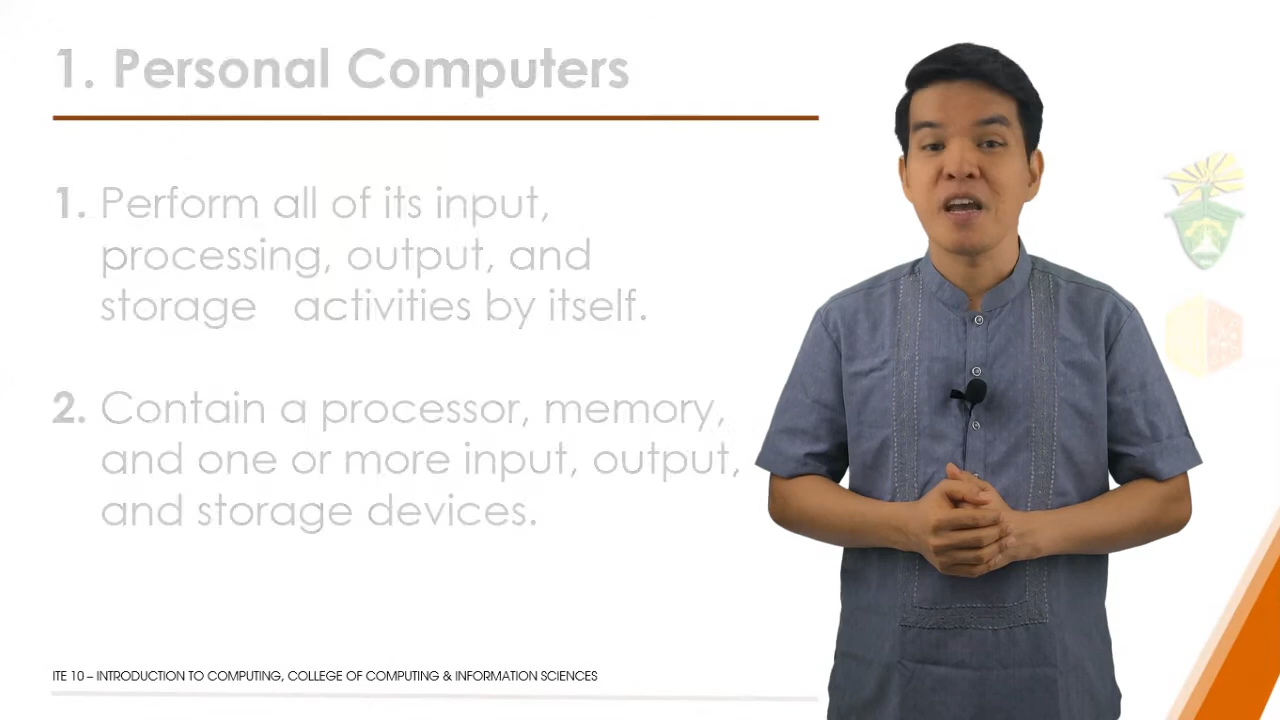 1. Personal Computers
1. Perform all of its input,
processing, output, and
storage activities by itself.
2. Contain a processor, memory,
and one or more input, output,
and storage devices.
ITE 10 – INTRODUCTION TO COMPUTING, COLLEGE OF COMPUTING & INFORMATION SCIENCES